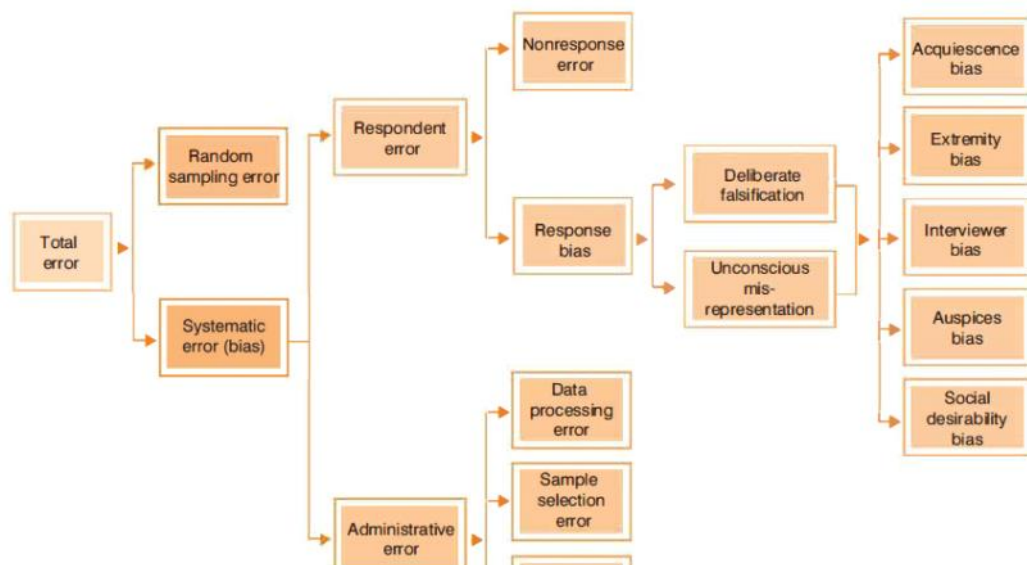 Total
error
Random
sampling error
Systematic
error (bias)
Respondent
error
Administrative
error
Nonresponse
error
Response
bias
Data
processing
error
Sample
selection
error
Deliberate
falsification
Unconscious
mis-
representation
Acquiescence
bias
Extremity
bias
Interviewer
bias
Auspices
bias
Social
desirability
bias